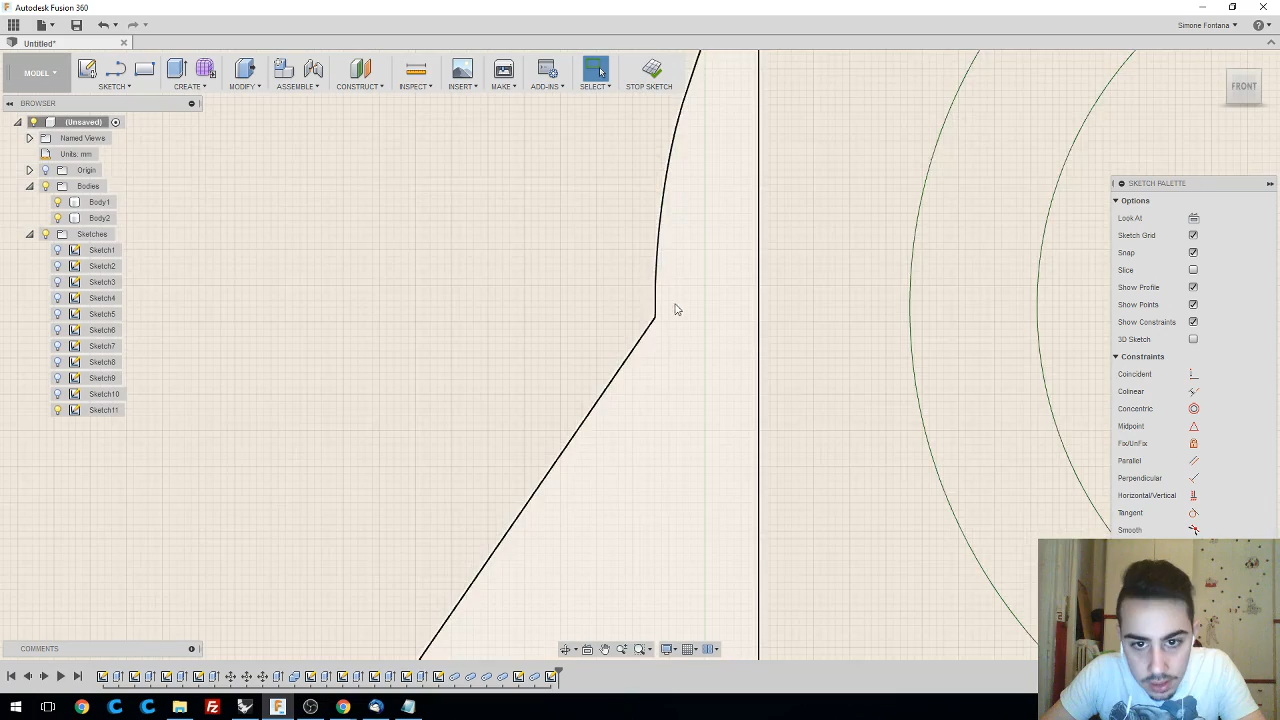 Autodesk Fusion 360
Simone Fontana
Untitled*
MODEL
SKETCH
CREATE
MODIFY
ASSEMBLE
CONSTRUCT
INSPECT
INSERT
MAKE
ADD-INS
SELECT
STOP SKETCH
FRONT
BROWSER
(Unsaved)
Named Views
Units: mm
Origin
Bodies
Body1
Body2
Sketches
Sketch1
Sketch2
Sketch3
Sketch4
Sketch5
Sketch6
Sketch7
Sketch8
Sketch9
Sketch10
Sketch11
SKETCH PALETTE
Options
Look At
Sketch Grid
Snap
Slice
Show Profile
Show Points
Show Constraints
3D Sketch
Constraints
Coincident
Colinear
Concentric
Midpoint
Fix/UnFix
Parallel
Perpendicular
Horizontal/Vertical
Tangent
Smooth
COMMENTS